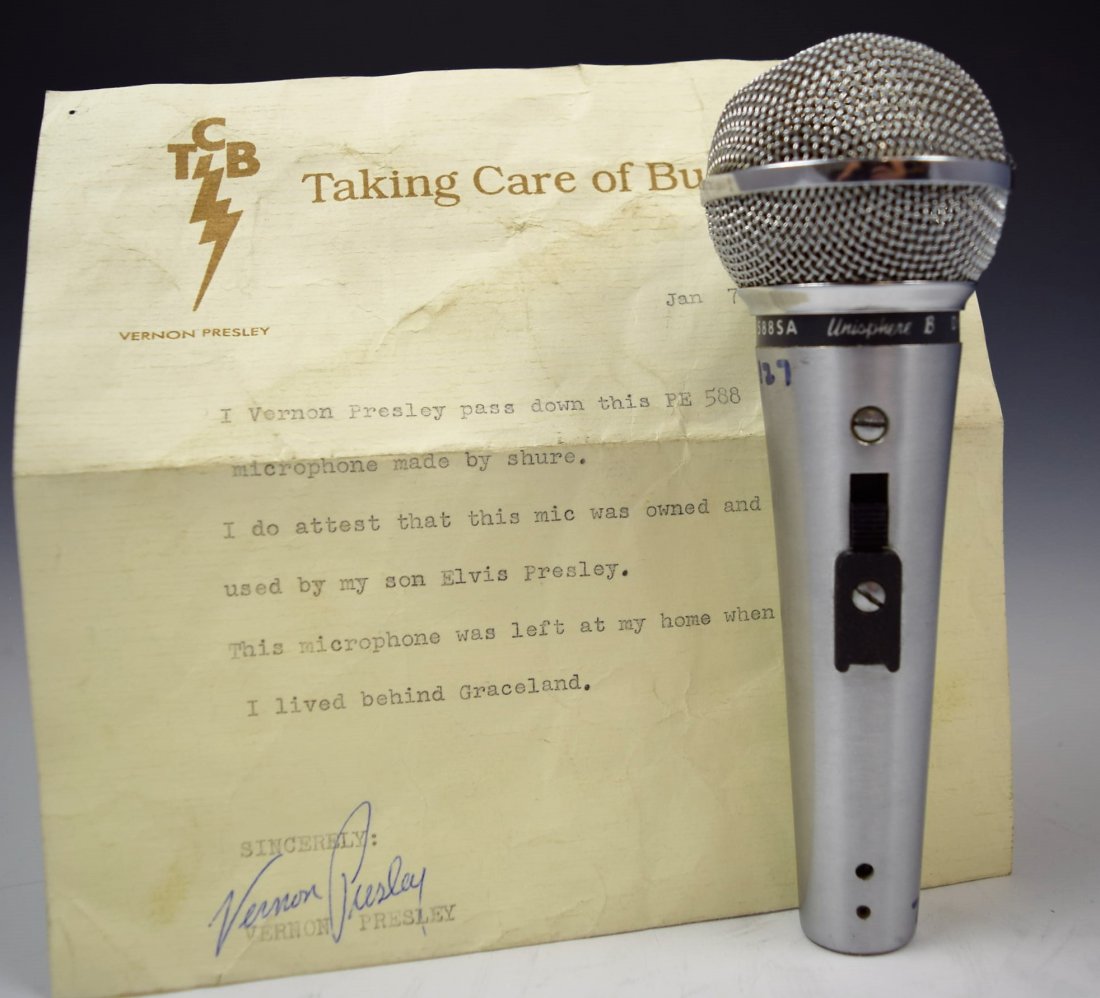 TCB
Taking Care of Bu
VERNON PRESLEY
Jan 7
I Vernon Presley pass down this PE 588
microphone made by shure.
I do attest that this mic was owned and
used by my son Elvis Presley.
This microphone was left at my home when
I lived behind Graceland.
SINCERELY:
Vernon Presley
VERNON PRESLEY
588SA Unisphere B
127